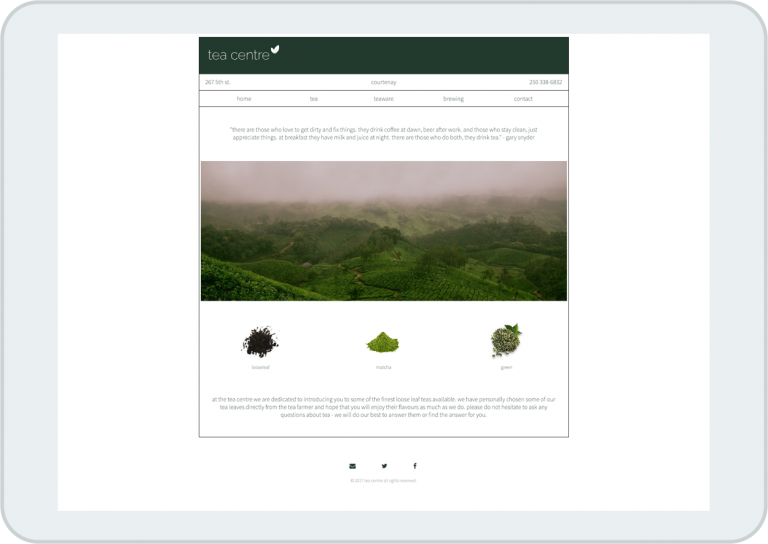 tea centre
267 5th st.
courtenay
250 338-6832
home
tea
teaware
brewing
contact
"there are those who love to get dirty and fix things. they drink coffee at dawn, beer after work. and those who stay clean, just
appreciate things. at breakfast they have milk and juice at night. there are those who do both, they drink tea." - gary snyder
looseleaf
matcha
green
at the tea centre we are dedicated to introducing you to some of the finest loose leaf teas available. we have personally chosen some of our
tea leaves directly from the tea farmer and hope that you will enjoy their flavours as much as we do. please do not hesitate to ask any
questions about tea - we will do our best to answer them or find the answer for you.
© 2017 tea centre all rights reserved.